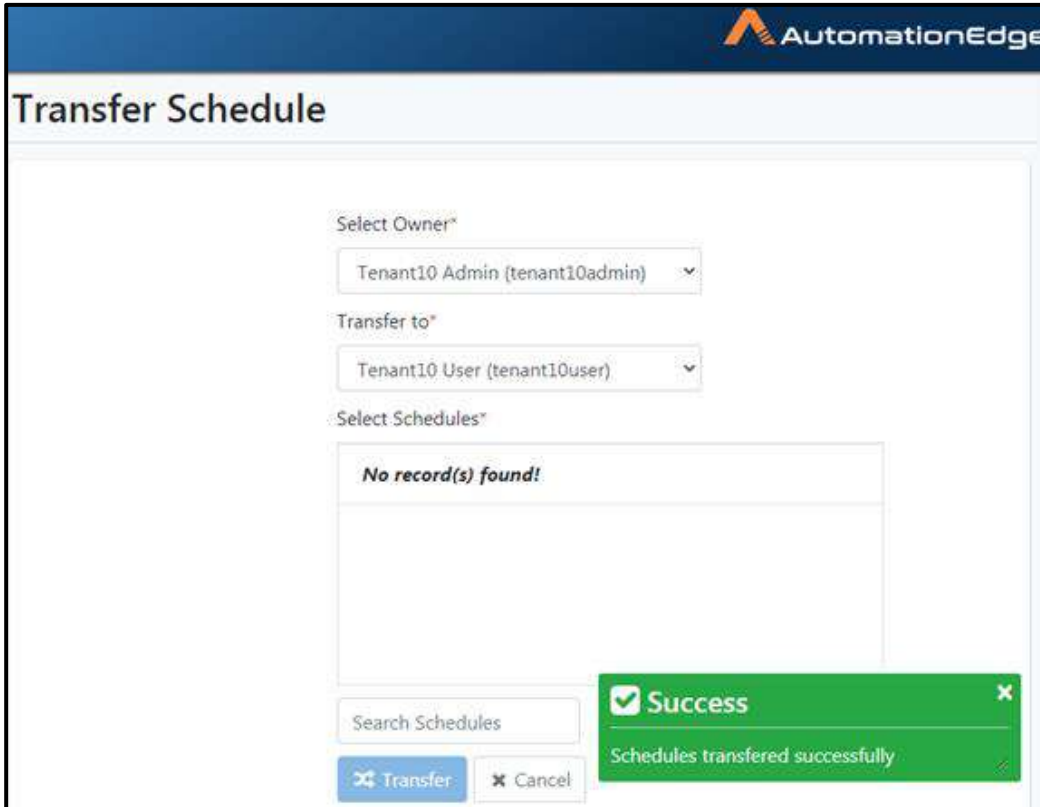 AutomationEdge
Transfer Schedule
Select Owner*
Tenant10 Admin (tenant10admin)
Transfer to*
Tenant10 User (tenant10user)
Select Schedules*
No record(s) found!
Success
Schedules transfered successfully
Search Schedules
Transfer
Cancel